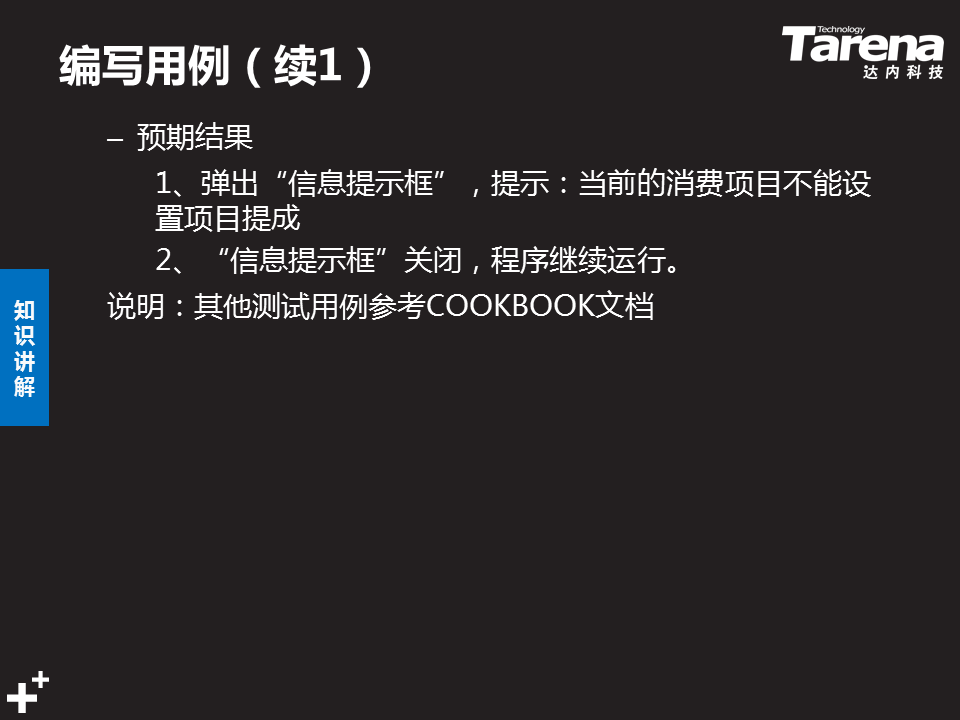 编写用例（续1）
Technology
Tarena
达内科技
– 预期结果
1、弹出“信息提示框”，提示：当前的消费项目不能设
置项目提成
2、“信息提示框”关闭，程序继续运行。
说明：其他测试用例参考COOKBOOK文档
知
识
讲
解